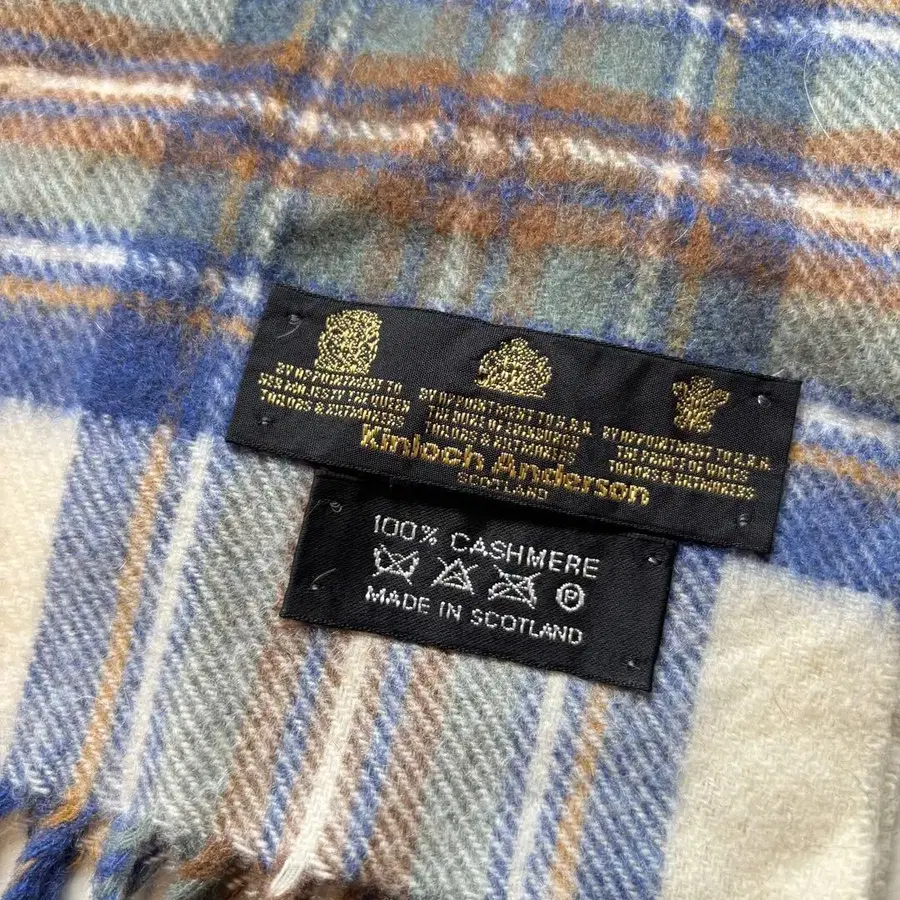 BY APPOINTMENT TO
HER MAJESTY THE QUEEN
TAILORS & KILTMAKERS
BY APPOINTMENT TO H.R.H.
THE DUKE OF EDINBURGH
TAILORS & KILTMAKERS
BY APPOINTMENT TO H.R.H.
THE PRINCE OF WALES
TAILORS & KILTMAKERS
Kinloch Anderson
SCOTLAND
100% CASHMERE
P
MADE IN SCOTLAND